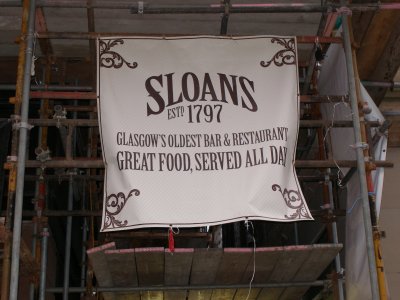 SLOANS
ESTD 1797
GLASGOW'S OLDEST BAR & RESTAURANT
GREAT FOOD, SERVED ALL DAY